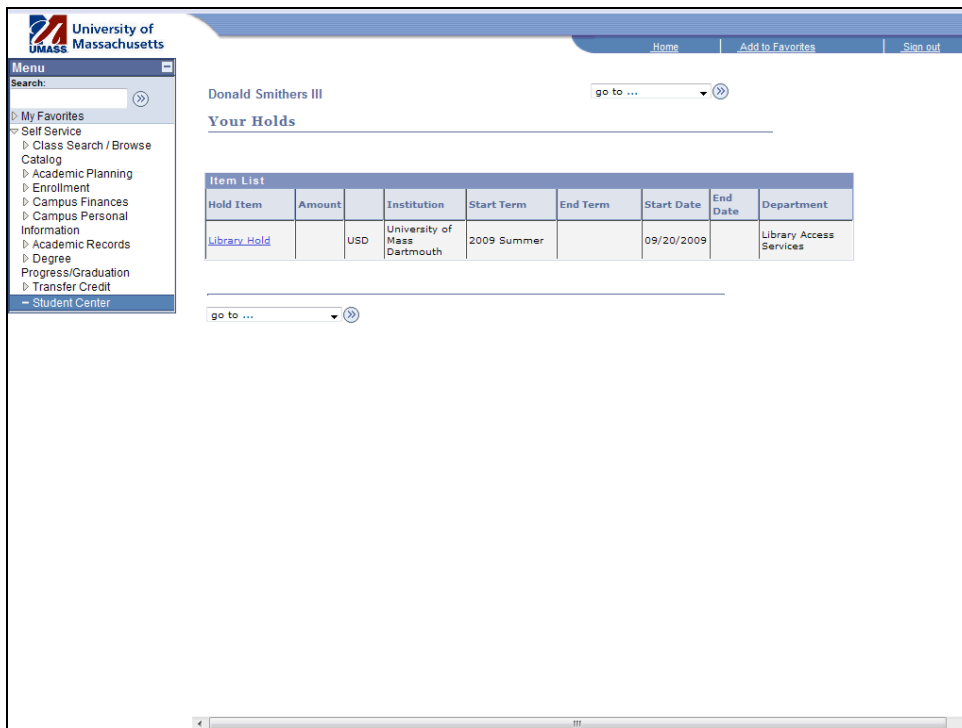 University of
Massachusetts
UMASS
Home
Add to Favorites
Sign out
Menu
Search:
My Favorites
Self Service
Class Search / Browse
Catalog
Academic Planning
Enrollment
Campus Finances
Campus Personal
Information
Academic Records
Degree
Progress/Graduation
Transfer Credit
Student Center
Donald Smithers III
go to ...
Your Holds
Item List
Hold Item Amount Institution Start Term End Term Start Date End Date Department
Library Hold USD University of Mass Dartmouth 2009 Summer 09/20/2009 Library Access Services
go to ...